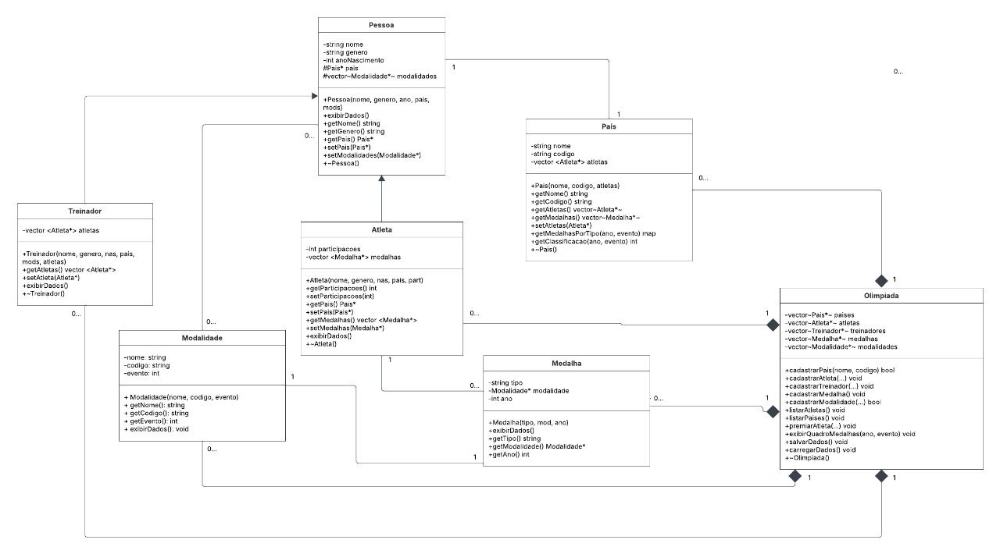 Pessoa
-string nome
-string genero
-int anoNascimento
#Pais* pais
#vector~Modalidade*~ modalidades
+Pessoa(nome, genero, ano, pais,
mods)
+exibirDados()
+getNome() string
+getGenero() string
+getPais() Pais*
+setPais(Pais*)
+setModalidades(Modalidade*)
+~Pessoa()
1
1
0...
0...
País
-string nome
-string codigo
-vector <Atleta*> atletas
+Pais(nome, codigo, atletas)
+getNome() string
+getCodigo() string
+getAtletas() vector~Atleta*~
+getMedalhas() vector~Medalha*~
+setAtletas(Atleta*)
+getMedalhasPorTipo(ano, evento) map
+getClassificacao(ano, evento) int
+~Pais()
0...
1
Treinador
-vector <Atleta*> atletas
+Treinador(nome, genero, nas, pais,
mods, atletas)
+getAtletas() vector <Atleta*>
+setAtleta(Atleta*)
+exibirDados()
+~Treinador()
0...
Atleta
-int participacoes
-vector <Medalha*> medalhas
+Atleta(nome, genero, nas, pais, part)
+getParticipacoes() int
+setParticipacoes(int)
+getPais() Pais*
+setPais(Pais*)
+getMedalhas() vector <Medalha*>
+setMedalhas(Medalha*)
+exibirDados()
+~Atleta()
0...
1
1
0...
Modalidade
-nome: string
-codigo: string
-evento: int
+ Modalidade(nome, codigo, evento)
+ getNome(): string
+ getCodigo(): string
+ getEvento(): int
+ exibirDados(): void
0...
1
0...
1
Medalha
-string tipo
-Modalidade* modalidade
-int ano
+Medalha(tipo, mod, ano)
+exibirDados()
+getTipo() string
+getModalidade() Modalidade*
+getAno() int
0...
1
Olimpiada
-vector~Pais*~ paises
-vector~Atleta*~ atletas
-vector~Treinador*~ treinadores
-vector~Medalha*~ medalhas
-vector~Modalidade*~ modalidades
+cadastrarPais(nome, codigo) bool
+cadastrarAtleta(...) void
+cadastrarTreinador(...) void
+cadastrarMedalha() void
+cadastrarModalidade(...) bool
+listarAtletas() void
+listarPaises() void
+premiarAtleta(...) void
+exibirQuadroMedalhas(ano, evento) void
+salvarDados() void
+carregarDados() void
+~Olimpiada()
1
1